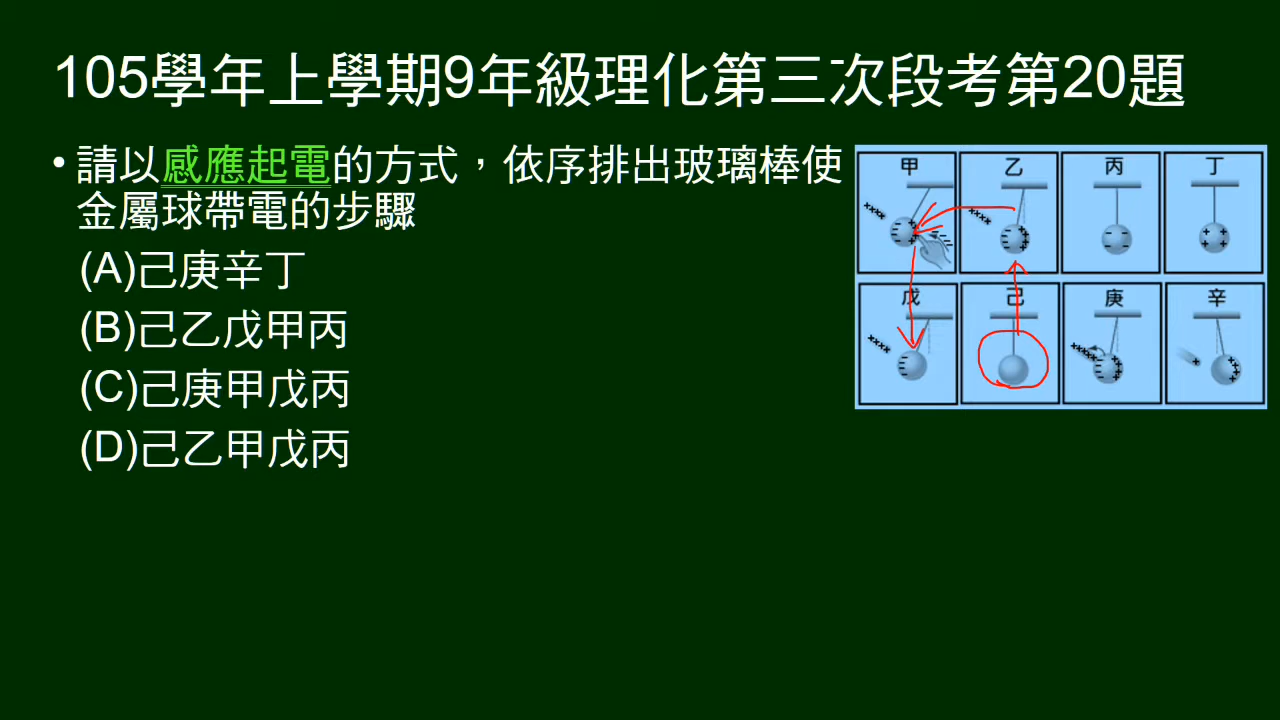 105學年上學期9年級理化第三次段考第20題
• 請以感應起電的方式，依序排出玻璃棒使
金屬球帶電的步驟
(A)己庚辛丁
(B)己乙戊甲丙
(C)己庚甲戊丙
(D)己乙甲戊丙
甲 乙 丙 丁
戊 己 庚 辛